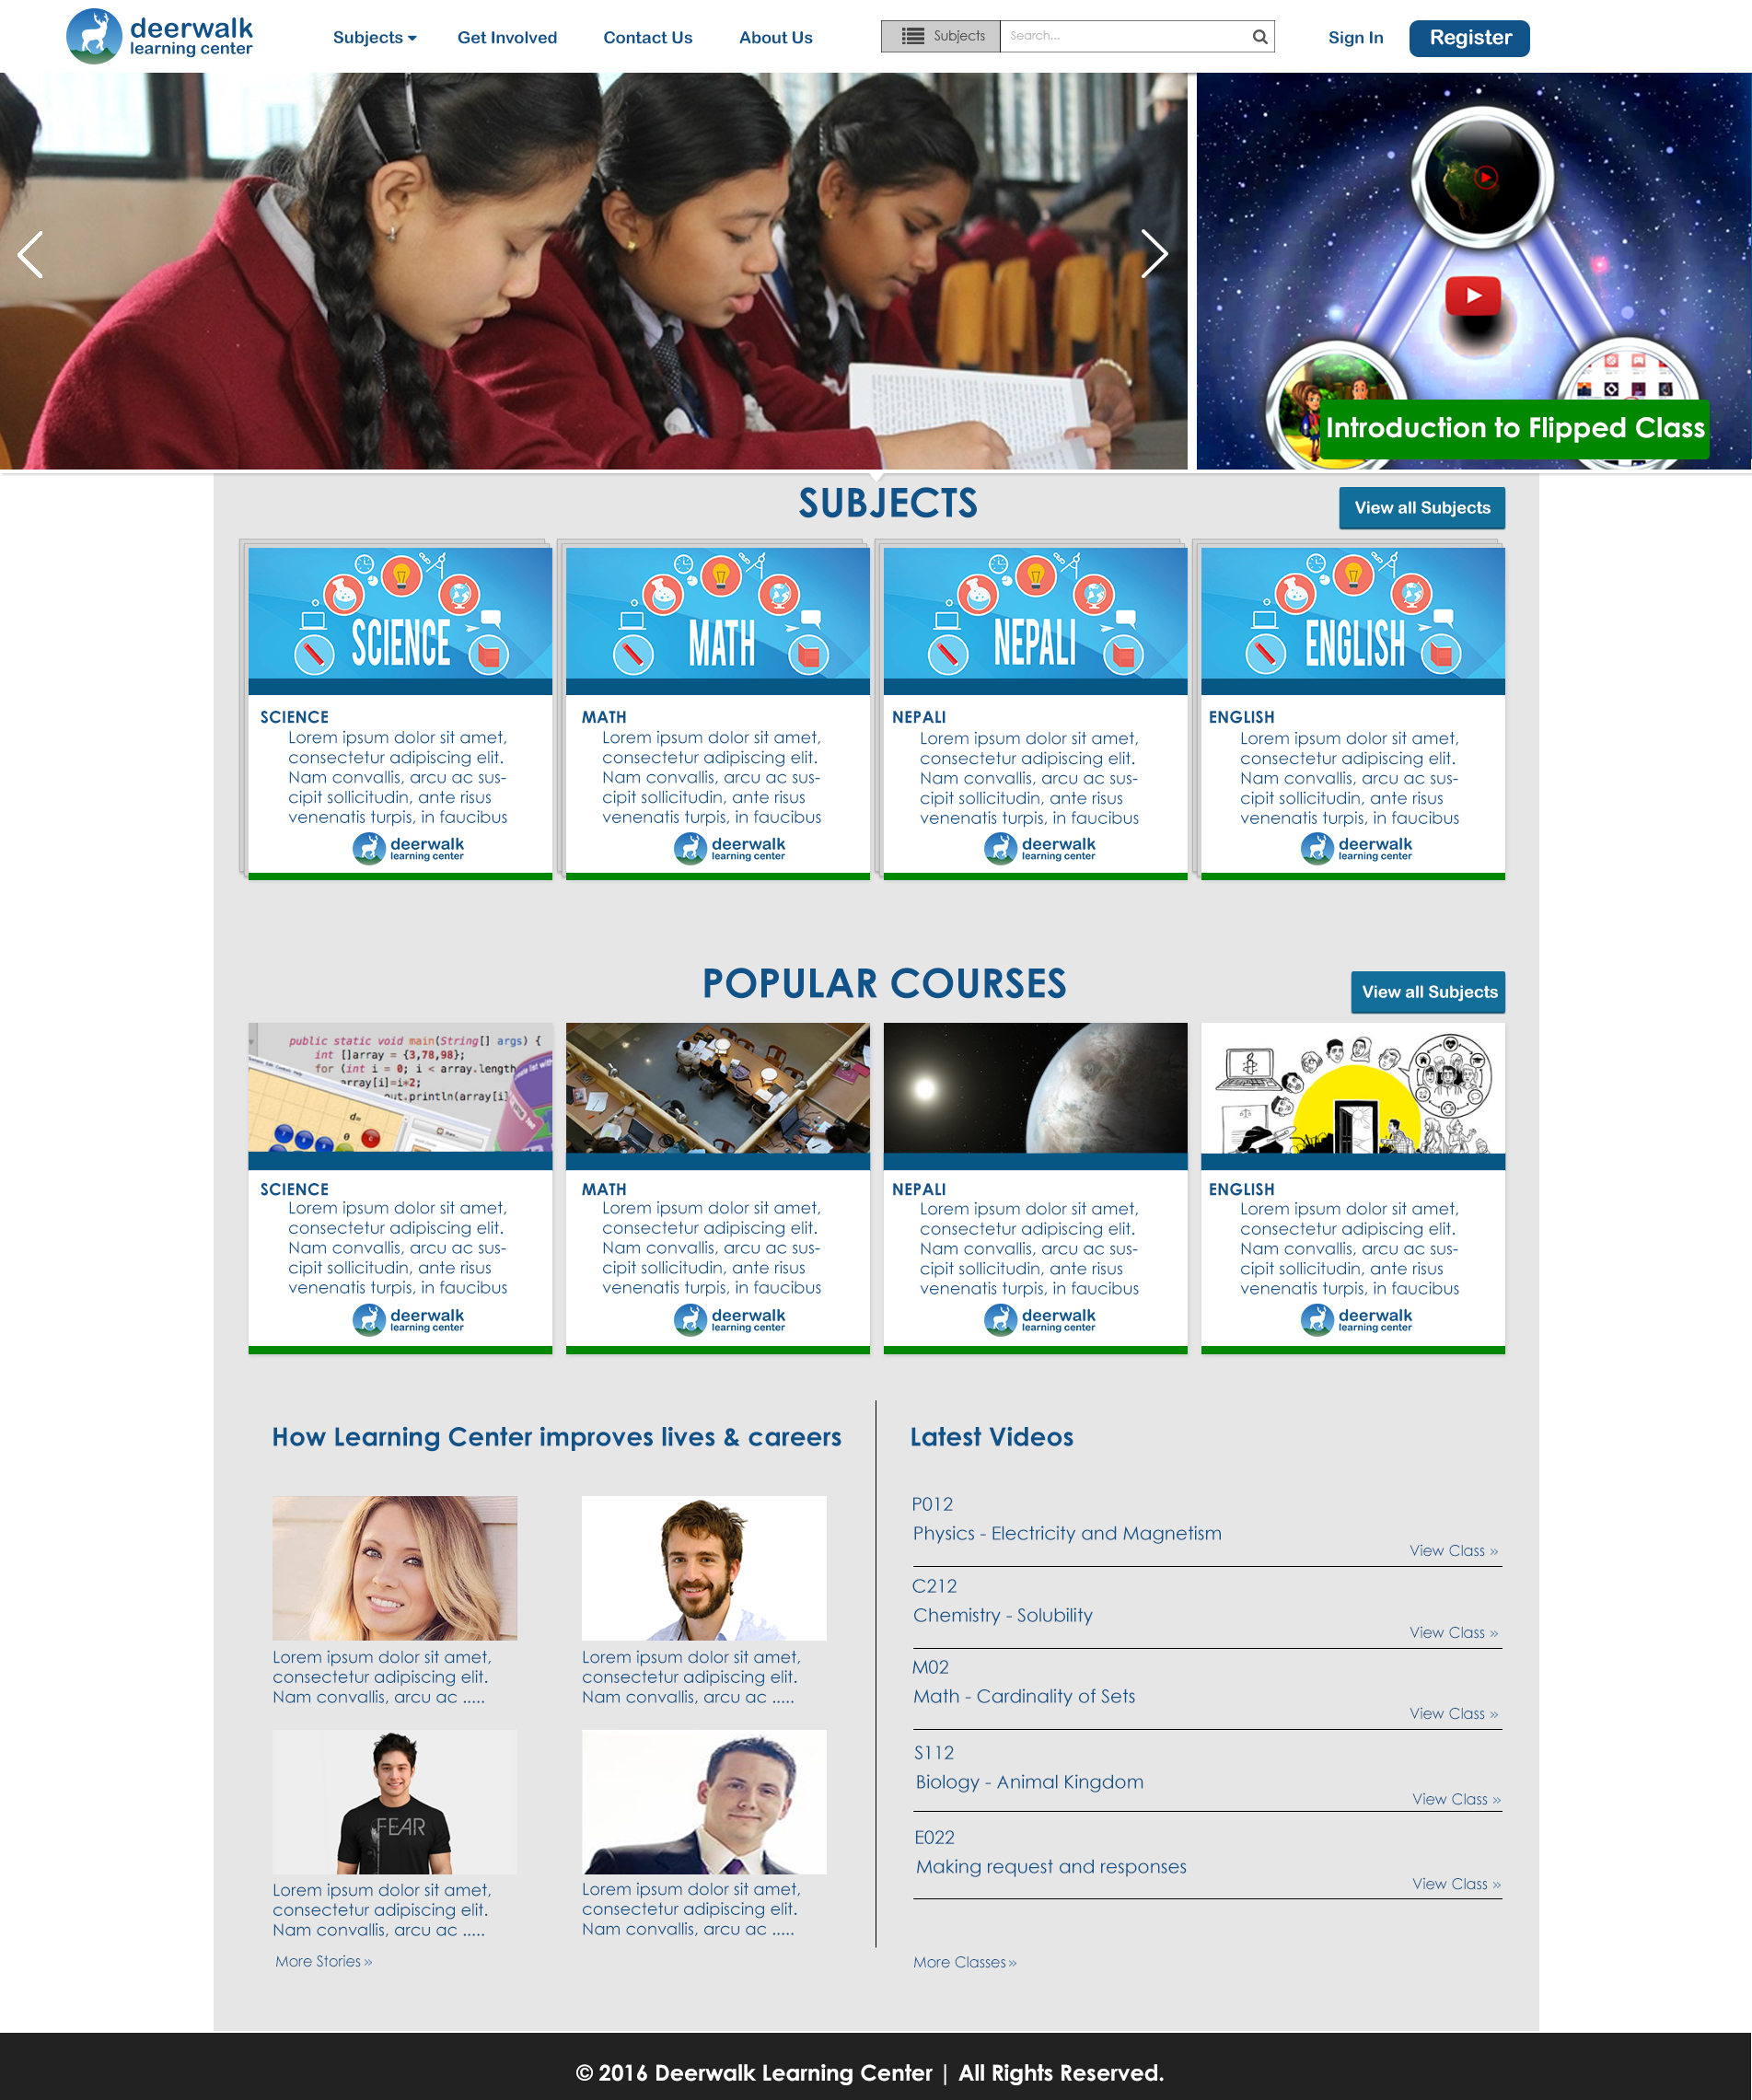 deerwalk
learning center
Subjects
Get Involved
Contact Us
About Us
Subjects
Search...
Sign In
Register
Introduction to Flipped Class
SUBJECTS
View all Subjects
SCIENCE
MATH
NEPALI
ENGLISH
SCIENCE
Lorem ipsum dolor sit amet,
consectetur adipiscing elit.
Nam convallis, arcu ac sus-
cipit sollicitudin, ante risus
venenatis turpis, in faucibus
deerwalk
learning center
MATH
Lorem ipsum dolor sit amet,
consectetur adipiscing elit.
Nam convallis, arcu ac sus-
cipit sollicitudin, ante risus
venenatis turpis, in faucibus
deerwalk
learning center
NEPALI
Lorem ipsum dolor sit amet,
consectetur adipiscing elit.
Nam convallis, arcu ac sus-
cipit sollicitudin, ante risus
venenatis turpis, in faucibus
deerwalk
learning center
ENGLISH
Lorem ipsum dolor sit amet,
consectetur adipiscing elit.
Nam convallis, arcu ac sus-
cipit sollicitudin, ante risus
venenatis turpis, in faucibus
deerwalk
learning center
POPULAR COURSES
View all Subjects
public static void main(String[] args) {
int []array = {3,78,98};
for (int i = 0; i < array.length
array[i]=i*2;
out.println(array[i]
SCIENCE
Lorem ipsum dolor sit amet,
consectetur adipiscing elit.
Nam convallis, arcu ac sus-
cipit sollicitudin, ante risus
venenatis turpis, in faucibus
deerwalk
learning center
MATH
Lorem ipsum dolor sit amet,
consectetur adipiscing elit.
Nam convallis, arcu ac sus-
cipit sollicitudin, ante risus
venenatis turpis, in faucibus
deerwalk
learning center
NEPALI
Lorem ipsum dolor sit amet,
consectetur adipiscing elit.
Nam convallis, arcu ac sus-
cipit sollicitudin, ante risus
venenatis turpis, in faucibus
deerwalk
learning center
ENGLISH
Lorem ipsum dolor sit amet,
consectetur adipiscing elit.
Nam convallis, arcu ac sus-
cipit sollicitudin, ante risus
venenatis turpis, in faucibus
deerwalk
learning center
How Learning Center improves lives & careers
Lorem ipsum dolor sit amet,
consectetur adipiscing elit.
Nam convallis, arcu ac .....
Lorem ipsum dolor sit amet,
consectetur adipiscing elit.
Nam convallis, arcu ac .....
FEAR
Lorem ipsum dolor sit amet,
consectetur adipiscing elit.
Nam convallis, arcu ac .....
Lorem ipsum dolor sit amet,
consectetur adipiscing elit.
Nam convallis, arcu ac .....
More Stories »
Latest Videos
P012
Physics - Electricity and Magnetism
View Class »
C212
Chemistry - Solubility
View Class »
M02
Math - Cardinality of Sets
View Class »
S112
Biology - Animal Kingdom
View Class »
E022
Making request and responses
View Class »
More Classes »
© 2016 Deerwalk Learning Center | All Rights Reserved.